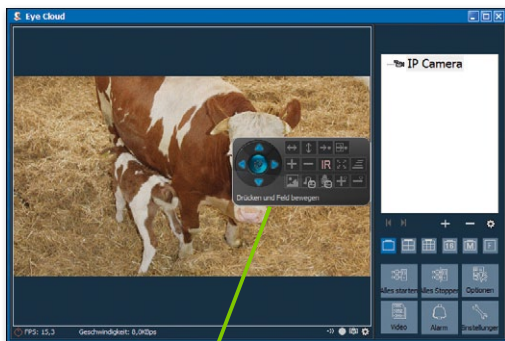 Eye Cloud
IP Camera
IR
Drücken und Feld bewegen
Alles starten
Alles Stoppen
Optionen
Video
Alarm
Einstellungen
FPS: 15,3
Geschwindigkeit: 8,0KBps